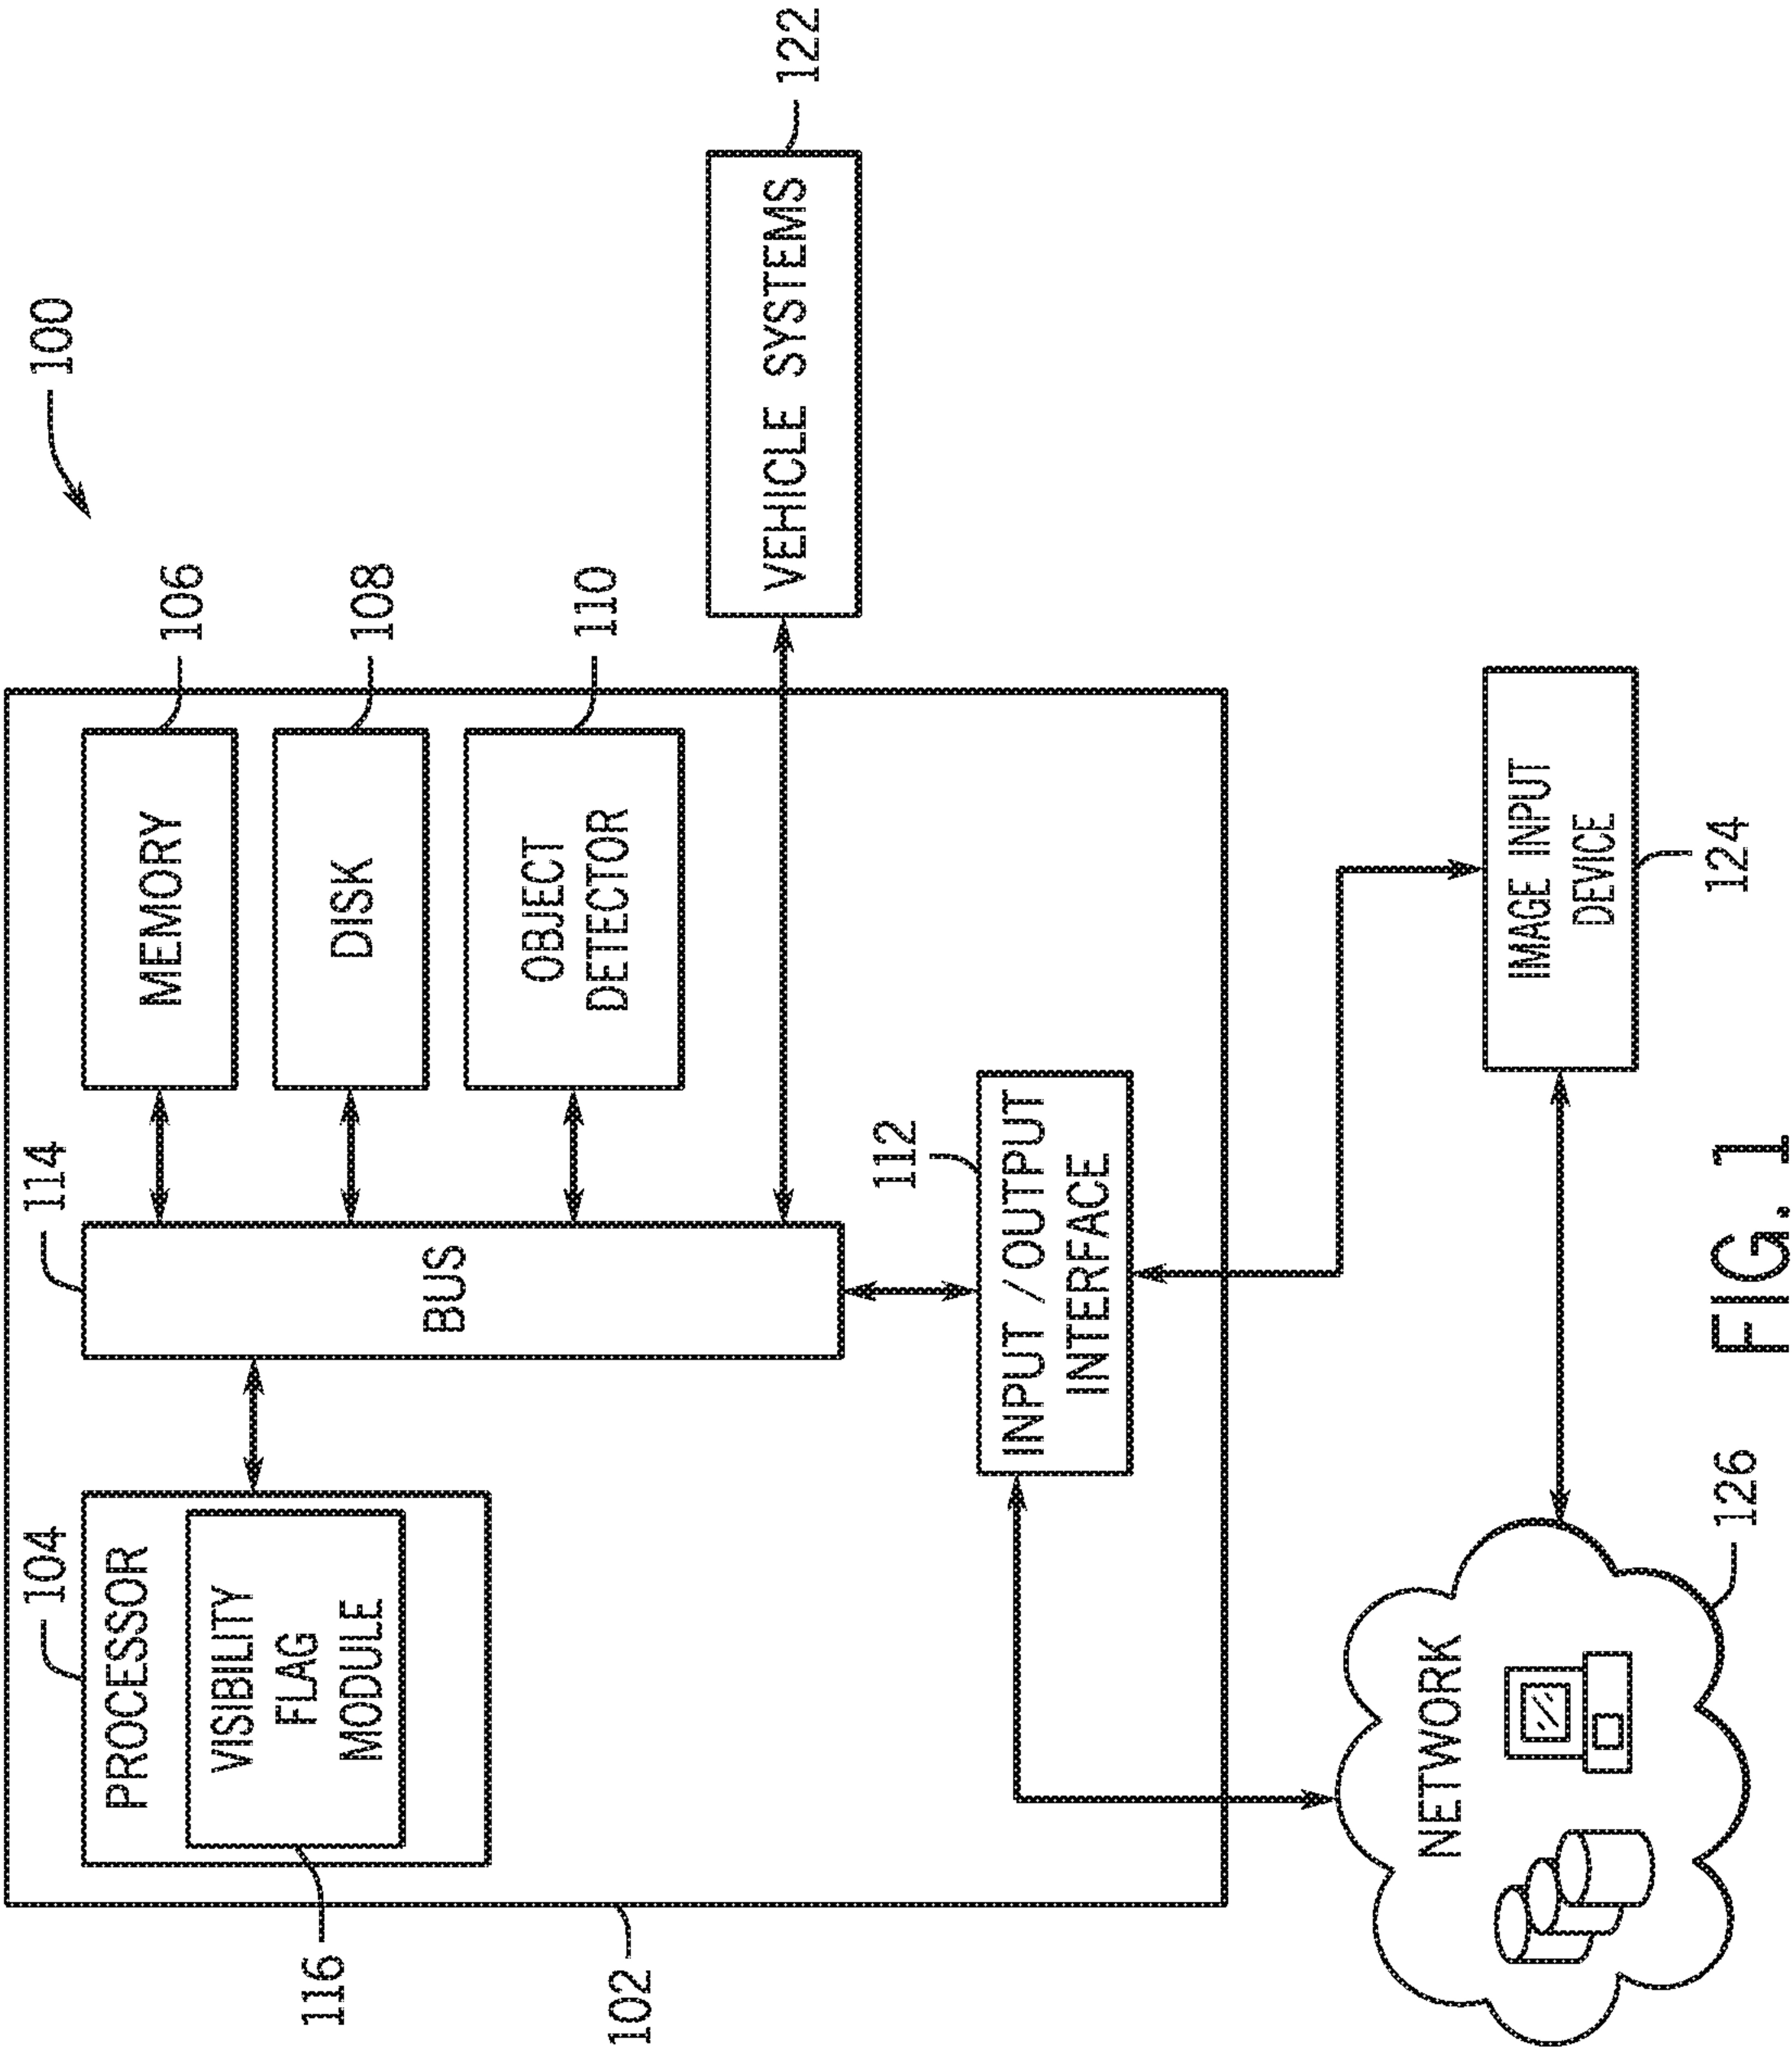 100
104
PROCESSOR
VISIBILITY
FLAG
MODULE
116
102
114
BUS
MEMORY
106
DISK
108
OBJECT
DETECTOR
110
VEHICLE SYSTEMS
122
112
INPUT / OUTPUT
INTERFACE
NETWORK
126
IMAGE INPUT
DEVICE
124
FIG. 1